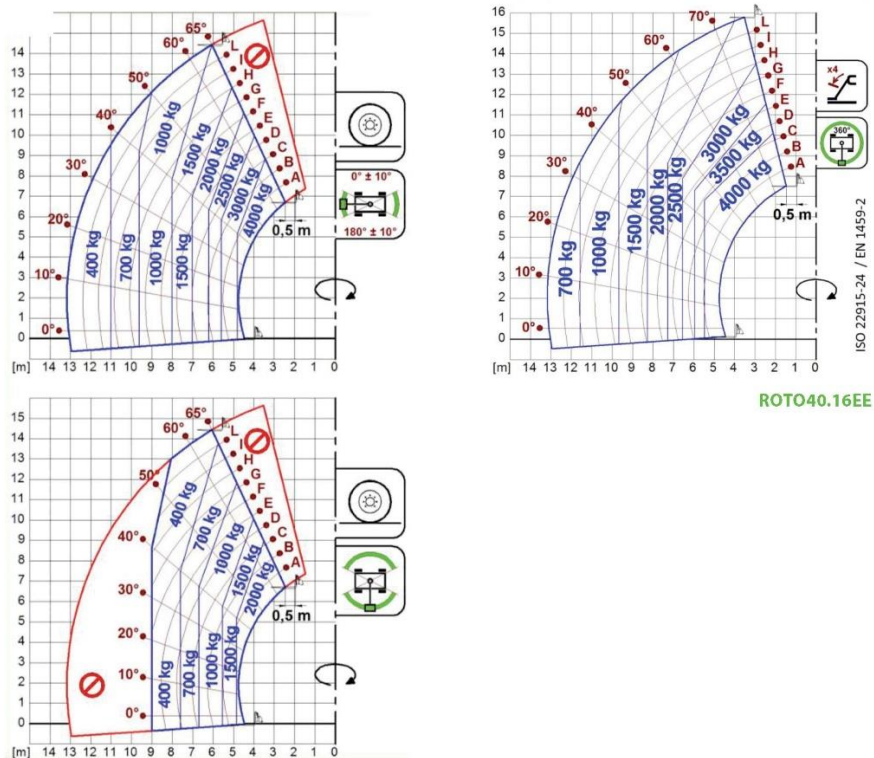 14
13
12
11
10
9
8
7
6
5
4
3
2
1
0
[m] 14 13 12 11 10 9 8 7 6 5 4 3 2 1 0
0°
10°
20°
30°
40°
50°
60°
65°
L
I
H
G
F
E
D
C
B
A
400 kg
700 kg
1000 kg
1500 kg
1000 kg
1500 kg
2000 kg
2500 kg
3000 kg
4000 kg
0,5 m
0° ± 10°
180° ± 10°
16
15
14
13
12
11
10
9
8
7
6
5
4
3
2
1
0
[m] 14 13 12 11 10 9 8 7 6 5 4 3 2 1 0
0°
10°
20°
30°
40°
50°
60°
70°
L
I
H
G
F
E
D
C
B
A
700 kg
1000 kg
1500 kg
2000 kg
2500 kg
3000 kg
3500 kg
4000 kg
0,5 m
x4
360°
ISO 22915-24 / EN 1459-2
ROTO40.16EE
15
14
13
12
11
10
9
8
7
6
5
4
3
2
1
0
[m] 14 13 12 11 10 9 8 7 6 5 4 3 2 1 0
0°
10°
20°
30°
40°
50°
60°
65°
L
I
H
G
F
E
D
C
B
A
400 kg
700 kg
1000 kg
1500 kg
2000 kg
400 kg
700 kg
1000 kg
1500 kg
0,5 m